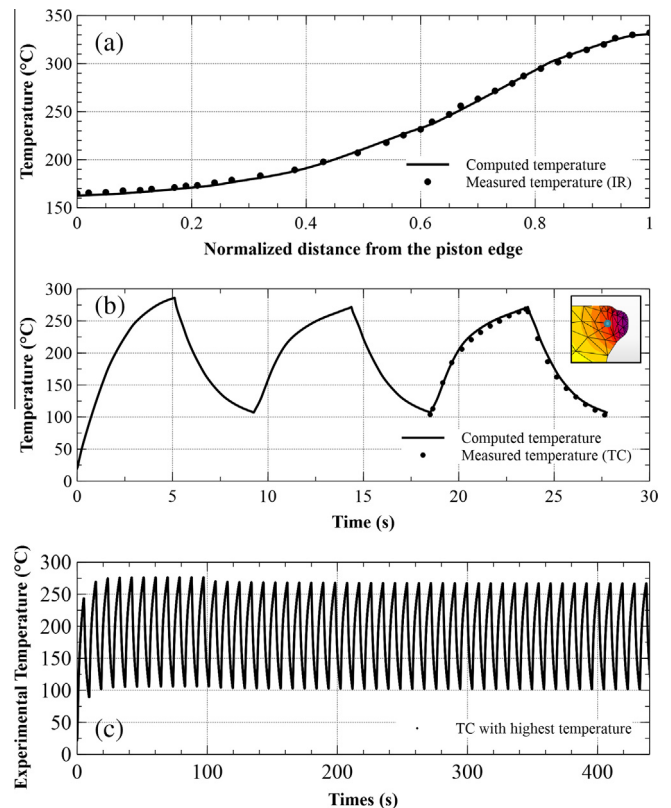 350
(a)
300
250
200
150
Temperature (°C)
Computed temperature
Measured temperature (IR)
0 0.2 0.4 0.6 0.8 1
Normalized distance from the piston edge
300
(b)
250
200
150
100
50
0
Temperature (°C)
Computed temperature
Measured temperature (TC)
0 5 10 15 20 25 30
Time (s)
300
250
200
150
100
50
0
Experimental Temperature (°C)
(c)
TC with highest temperature
0 100 200 300 400
Times (s)